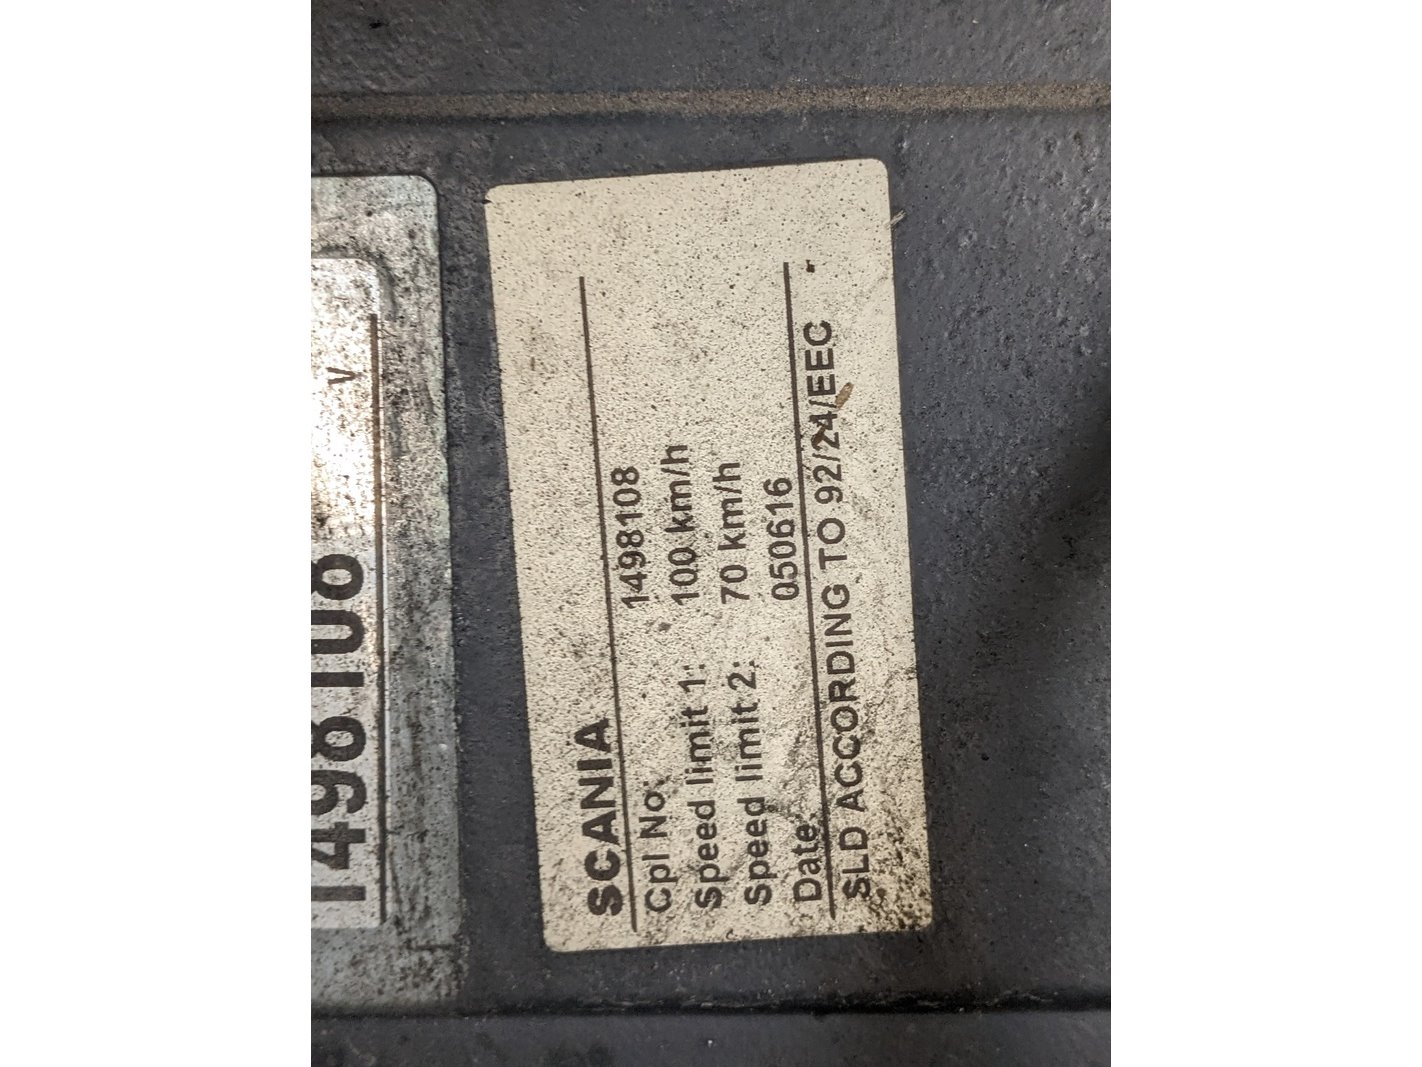 V
1498108
SCANIA
Cpl No: 1498108
Speed limit 1: 100 km/h
Speed limit 2: 70 km/h
Date: 050616
SLD ACCORDING TO 92/24/EEC